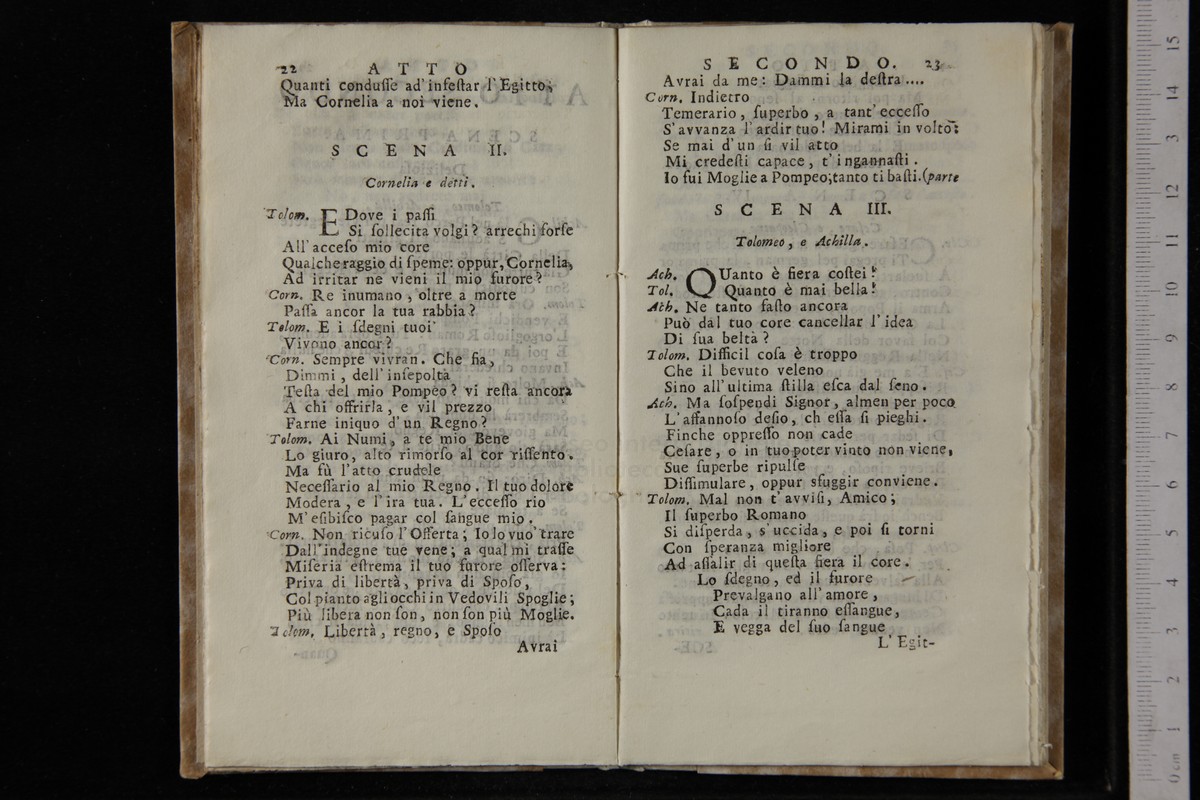 22 ATTO
Quanti conduſſe ad' infeſtar l' Egitto;
Ma Cornelia a noi viene.
SCENA II.
Cornelia e detti.
Tolom. E Dove i paſſi
Si ſollecita volgi? arrechi forſe
All' acceſo mio core
Qualche raggio di ſpeme: oppur, Cornelia,
Ad irritar ne vieni il mio furore?
Corn. Re inumano, oltre a morte
Paſſa ancor la tua rabbia?
Tolom. E i ſdegni tuoi
Vivono ancor?
Corn. Sempre vivran. Che fia,
Dimmi, dell' inſepolta
Teſta del mio Pompeo? vi reſta ancora
A chi offrirla, e vil prezzo
Farne iniquo d' un Regno?
Tolom. Ai Numi, a te mio Bene
Lo giuro, alto rimorſo al cor riſſento.
Ma fù l' atto crudele
Neceſſario al mio Regno. Il tuo dolore
Modera, e l' ira tua. L' ecceſſo rio
M' eſibiſco pagar col ſangue mio.
Corn. Non ricuſo l' Offerta; Io lo vuo' trare
Dall' indegne tue vene; a qual mi traſſe
Miſeria eſtrema il tuo furore oſſerva:
Priva di libertà, priva di Spoſo,
Col pianto agli occhi in Vedovili Spoglie;
Più libera non ſon, non ſon più Moglie.
Tolom. Libertà, regno, e Spoſo
Avrai
SECONDO. 23
Avrai da me: Dammi la deſtra....
Corn. Indietro
Temerario, ſuperbo, a tant' ecceſſo
S' avvanza l' ardir tuo! Mirami in volto:
Se mai d' un ſi vil atto
Mi credeſti capace, t' ingannaſti.
Io fui Moglie a Pompeo; tanto ti baſti. (parte
SCENA III.
Tolomeo, e Achilla.
Ach. QUanto è fiera coſtei!
Tol. Quanto è mai bella!
Ach. Ne tanto faſto ancora
Può dal tuo core cancellar l' idea
Di ſua beltà?
Tolom. Difficil coſa è troppo
Che il bevuto veleno
Sino all' ultima ſtilla eſca dal ſeno.
Ach. Ma ſoſpendi Signor, almen per poco
L' affannoſo deſio, ch eſſa ſi pieghi.
Finche oppreſſo non cade
Ceſare, o in tuo poter vinto non viene,
Sue ſuperbe ripulſe
Diſſimulare, oppur sfuggir conviene.
Tolom. Mal non t' avviſi, Amico;
Il ſuperbo Romano
Si diſperda, s' uccida, e poi ſi torni
Con ſperanza migliore
Ad aſſalir di queſta fiera il core.
Lo ſdegno, ed il furore
Prevalgano all' amore,
Cada il tiranno eſſangue,
E vegga del ſuo ſangue
L' Egit-